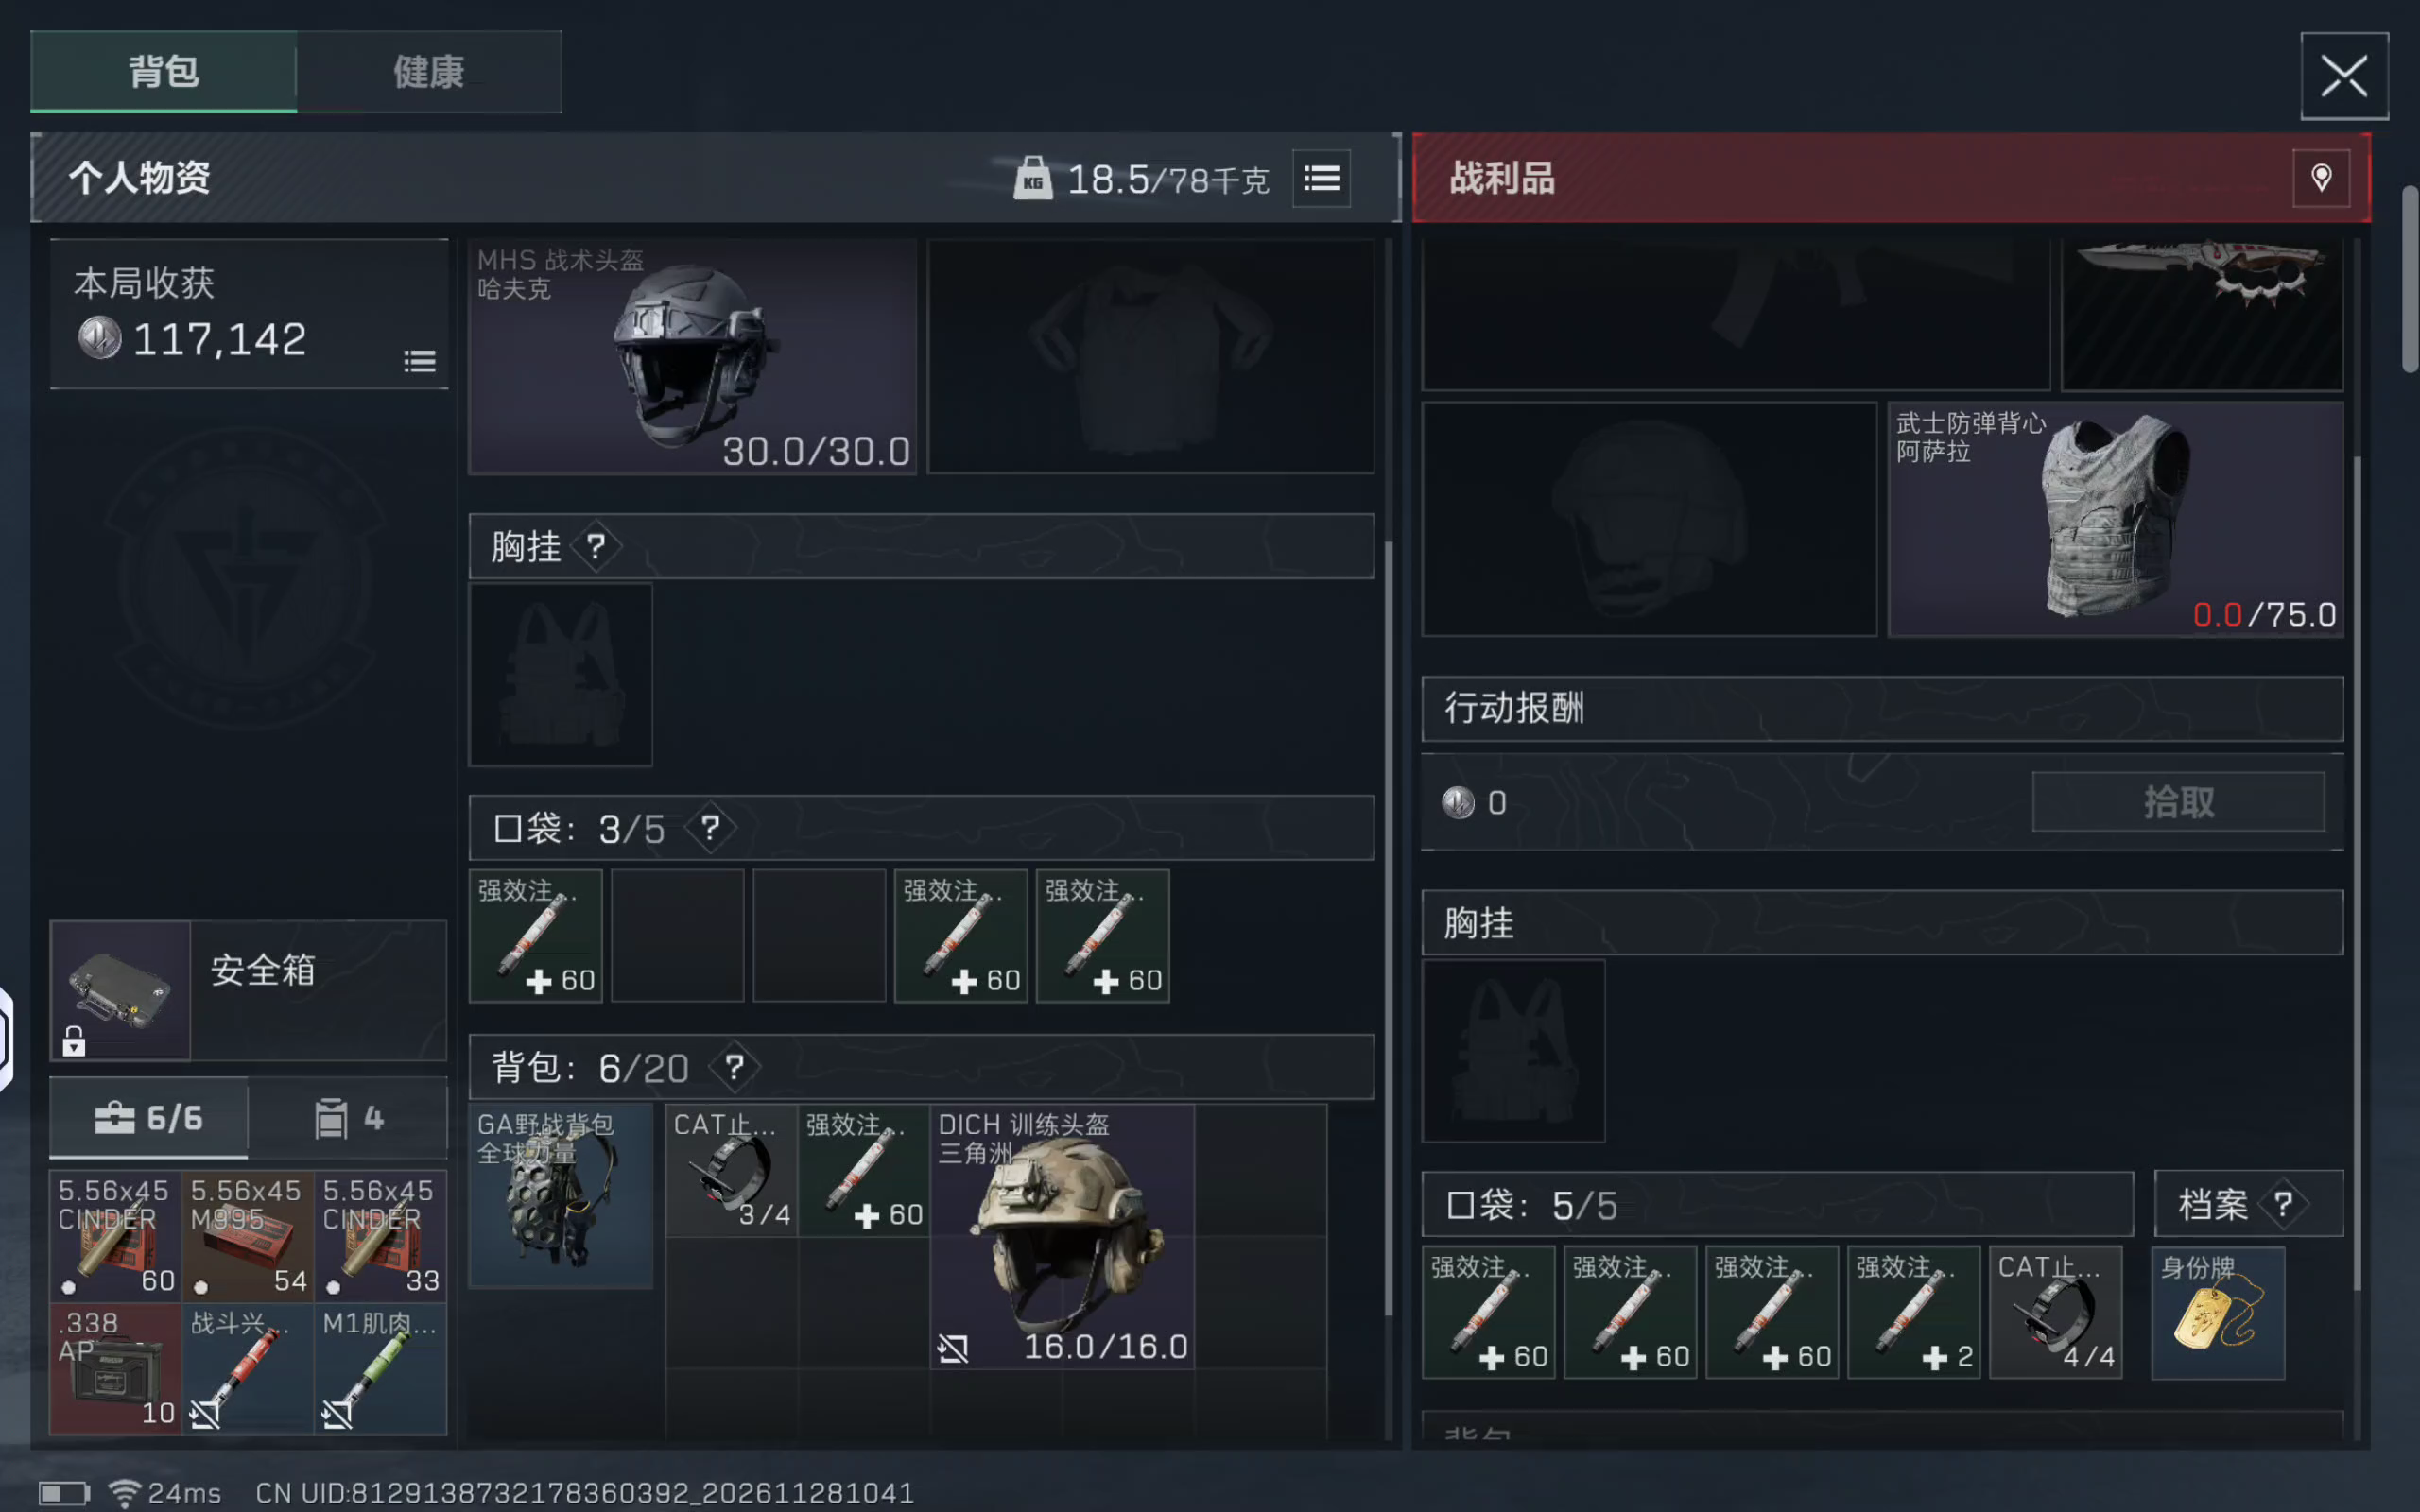 背包
健康
个人物资
KG
18.5/78千克
本局收获
117,142
MHS 战术头盔
哈夫克
30.0/30.0
胸挂 ?
口袋: 3/5 ?
强效注...
60
强效注...
60
强效注...
60
安全箱
背包: 6/20 ?
6/6
4
GA野战背包
全球力量
CAT止...
3/4
强效注...
60
DICH 训练头盔
三角洲
16.0/16.0
5.56x45
CINDER
60
5.56x45
M995
54
5.56x45
CINDER
33
.338
AP
10
战斗兴...
M1肌肉...
战利品
武士防弹背心
阿萨拉
0.0/75.0
行动报酬
0
拾取
胸挂
口袋: 5/5
档案 ?
强效注...
60
强效注...
60
强效注...
60
强效注...
2
CAT止...
4/4
身份牌
背包
24ms
CN UID:8129138732178360392_202611281041